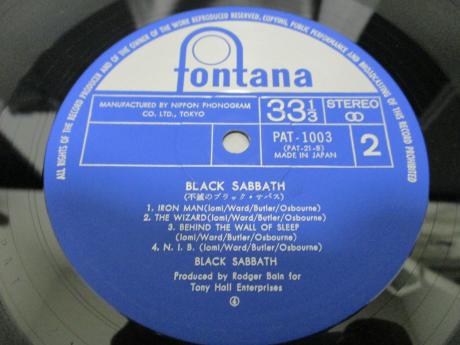 ALL RIGHTS OF THE RECORD PRODUCER AND OF THE OWNER OF THE WORK REPRODUCED RESERVED, COPYING, PUBLIC PERFORMANCE AND BROADCASTING OF THIS RECORD PROHIBITED
fontana
MANUFACTURED BY NIPPON PHONOGRAM
CO. LTD., TOKYO
33 1/3
STEREO
PAT-1003
(PAT-21-B)
MADE IN JAPAN
2
BLACK SABBATH
(不滅のブラック・サバス)
1. IRON MAN(Iomi/Ward/Butler/Osbourne)
2. THE WIZARD(Iomi/Ward/Butler/Osbourne)
3. BEHIND THE WALL OF SLEEP
(Iomi/Ward/Butler/Osbourne)
4. N. I. B. (Iomi/Ward/Butler/Osbourne)
BLACK SABBATH
Produced by Rodger Bain for
Tony Hall Enterprises
④